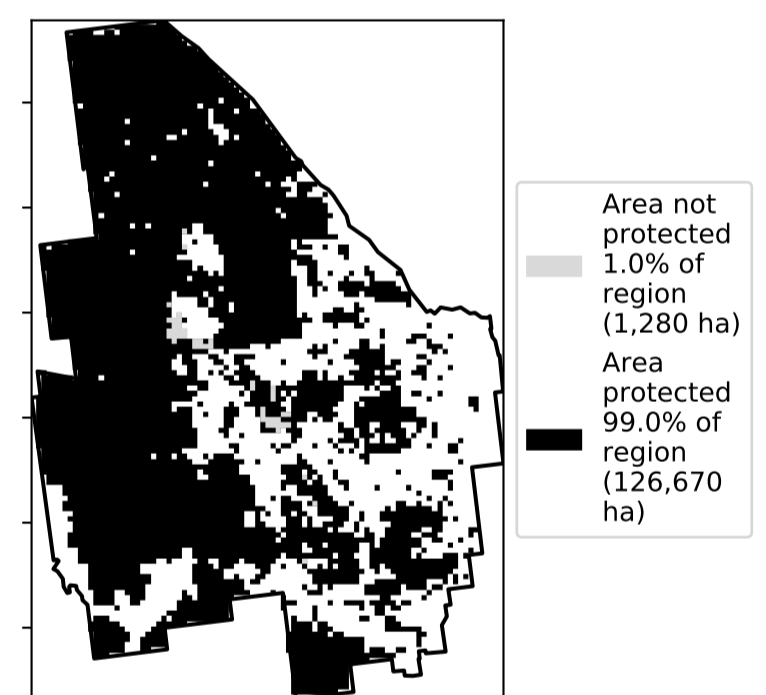 Area not
protected
1.0% of
region
(1,280 ha)
Area
protected
99.0% of
region
(126,670
ha)